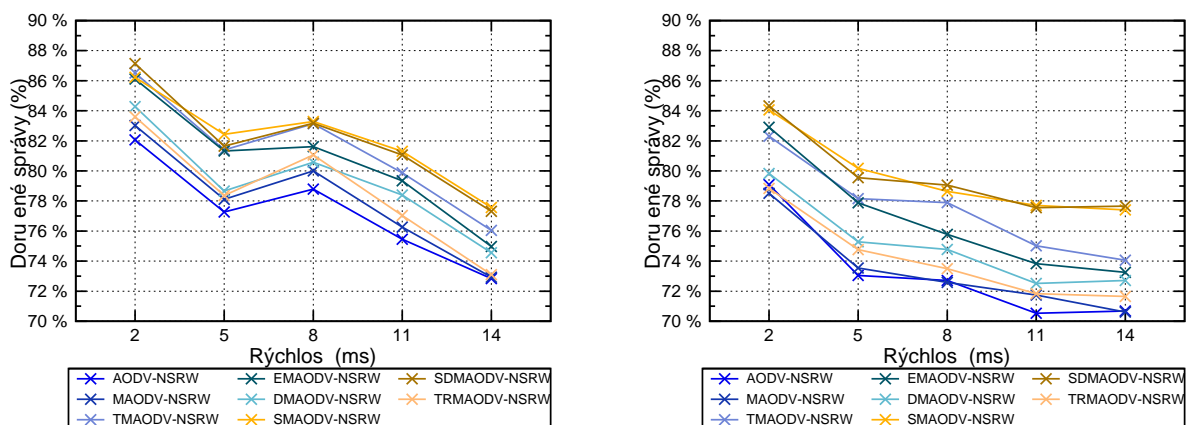 90 %
88 %
86 %
84 %
82 %
80 %
78 %
76 %
74 %
72 %
70 %
Doru ené správy (%)
2 5 8 11 14
Rýchlos (ms)
AODV-NSRW EMAODV-NSRW SDMAODV-NSRW
MAODV-NSRW DMAODV-NSRW TRMAODV-NSRW
TMAODV-NSRW SMAODV-NSRW
90 %
88 %
86 %
84 %
82 %
80 %
78 %
76 %
74 %
72 %
70 %
Doru ené správy (%)
2 5 8 11 14
Rýchlos (ms)
AODV-NSRW EMAODV-NSRW SDMAODV-NSRW
MAODV-NSRW DMAODV-NSRW TRMAODV-NSRW
TMAODV-NSRW SMAODV-NSRW